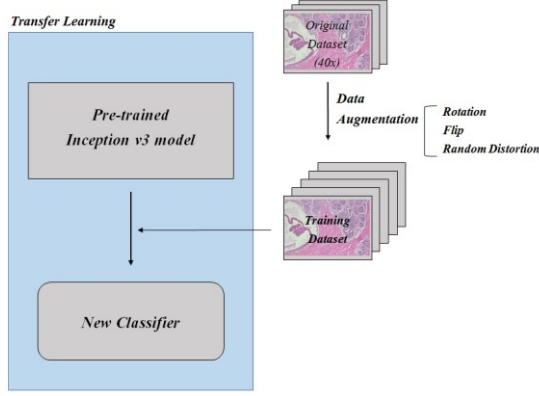 Transfer Learning
Pre-trained
Inception v3 model
New Classifier
Original
Dataset
(40x)
Data
Augmentation
Rotation
Flip
Random Distortion
Training
Dataset